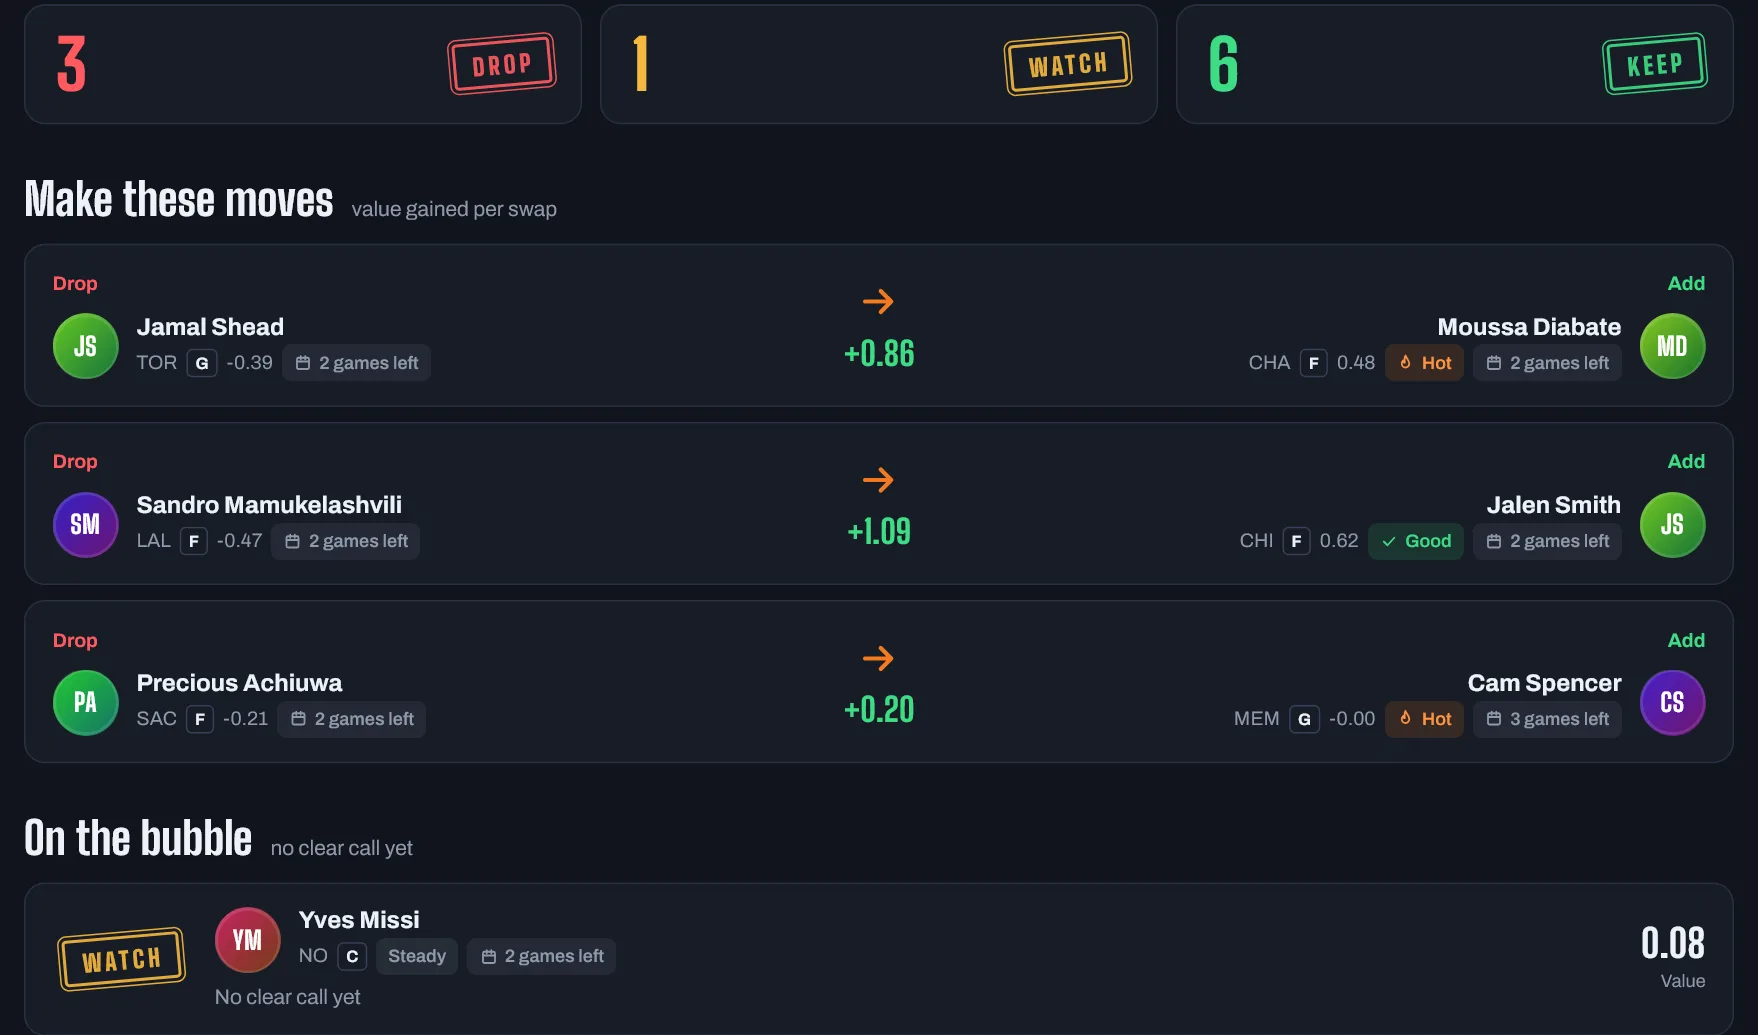 3 DROP
1 WATCH
6 KEEP
Make these moves value gained per swap
Drop
JS
Jamal Shead
TOR G -0.39 2 games left
+0.86
Add
Moussa Diabate
CHA F 0.48 Hot 2 games left
MD
Drop
SM
Sandro Mamukelashvili
LAL F -0.47 2 games left
+1.09
Add
Jalen Smith
CHI F 0.62 Good 2 games left
JS
Drop
PA
Precious Achiuwa
SAC F -0.21 2 games left
+0.20
Add
Cam Spencer
MEM G -0.00 Hot 3 games left
CS
On the bubble no clear call yet
WATCH
YM
Yves Missi
NO C Steady 2 games left
No clear call yet
0.08
Value